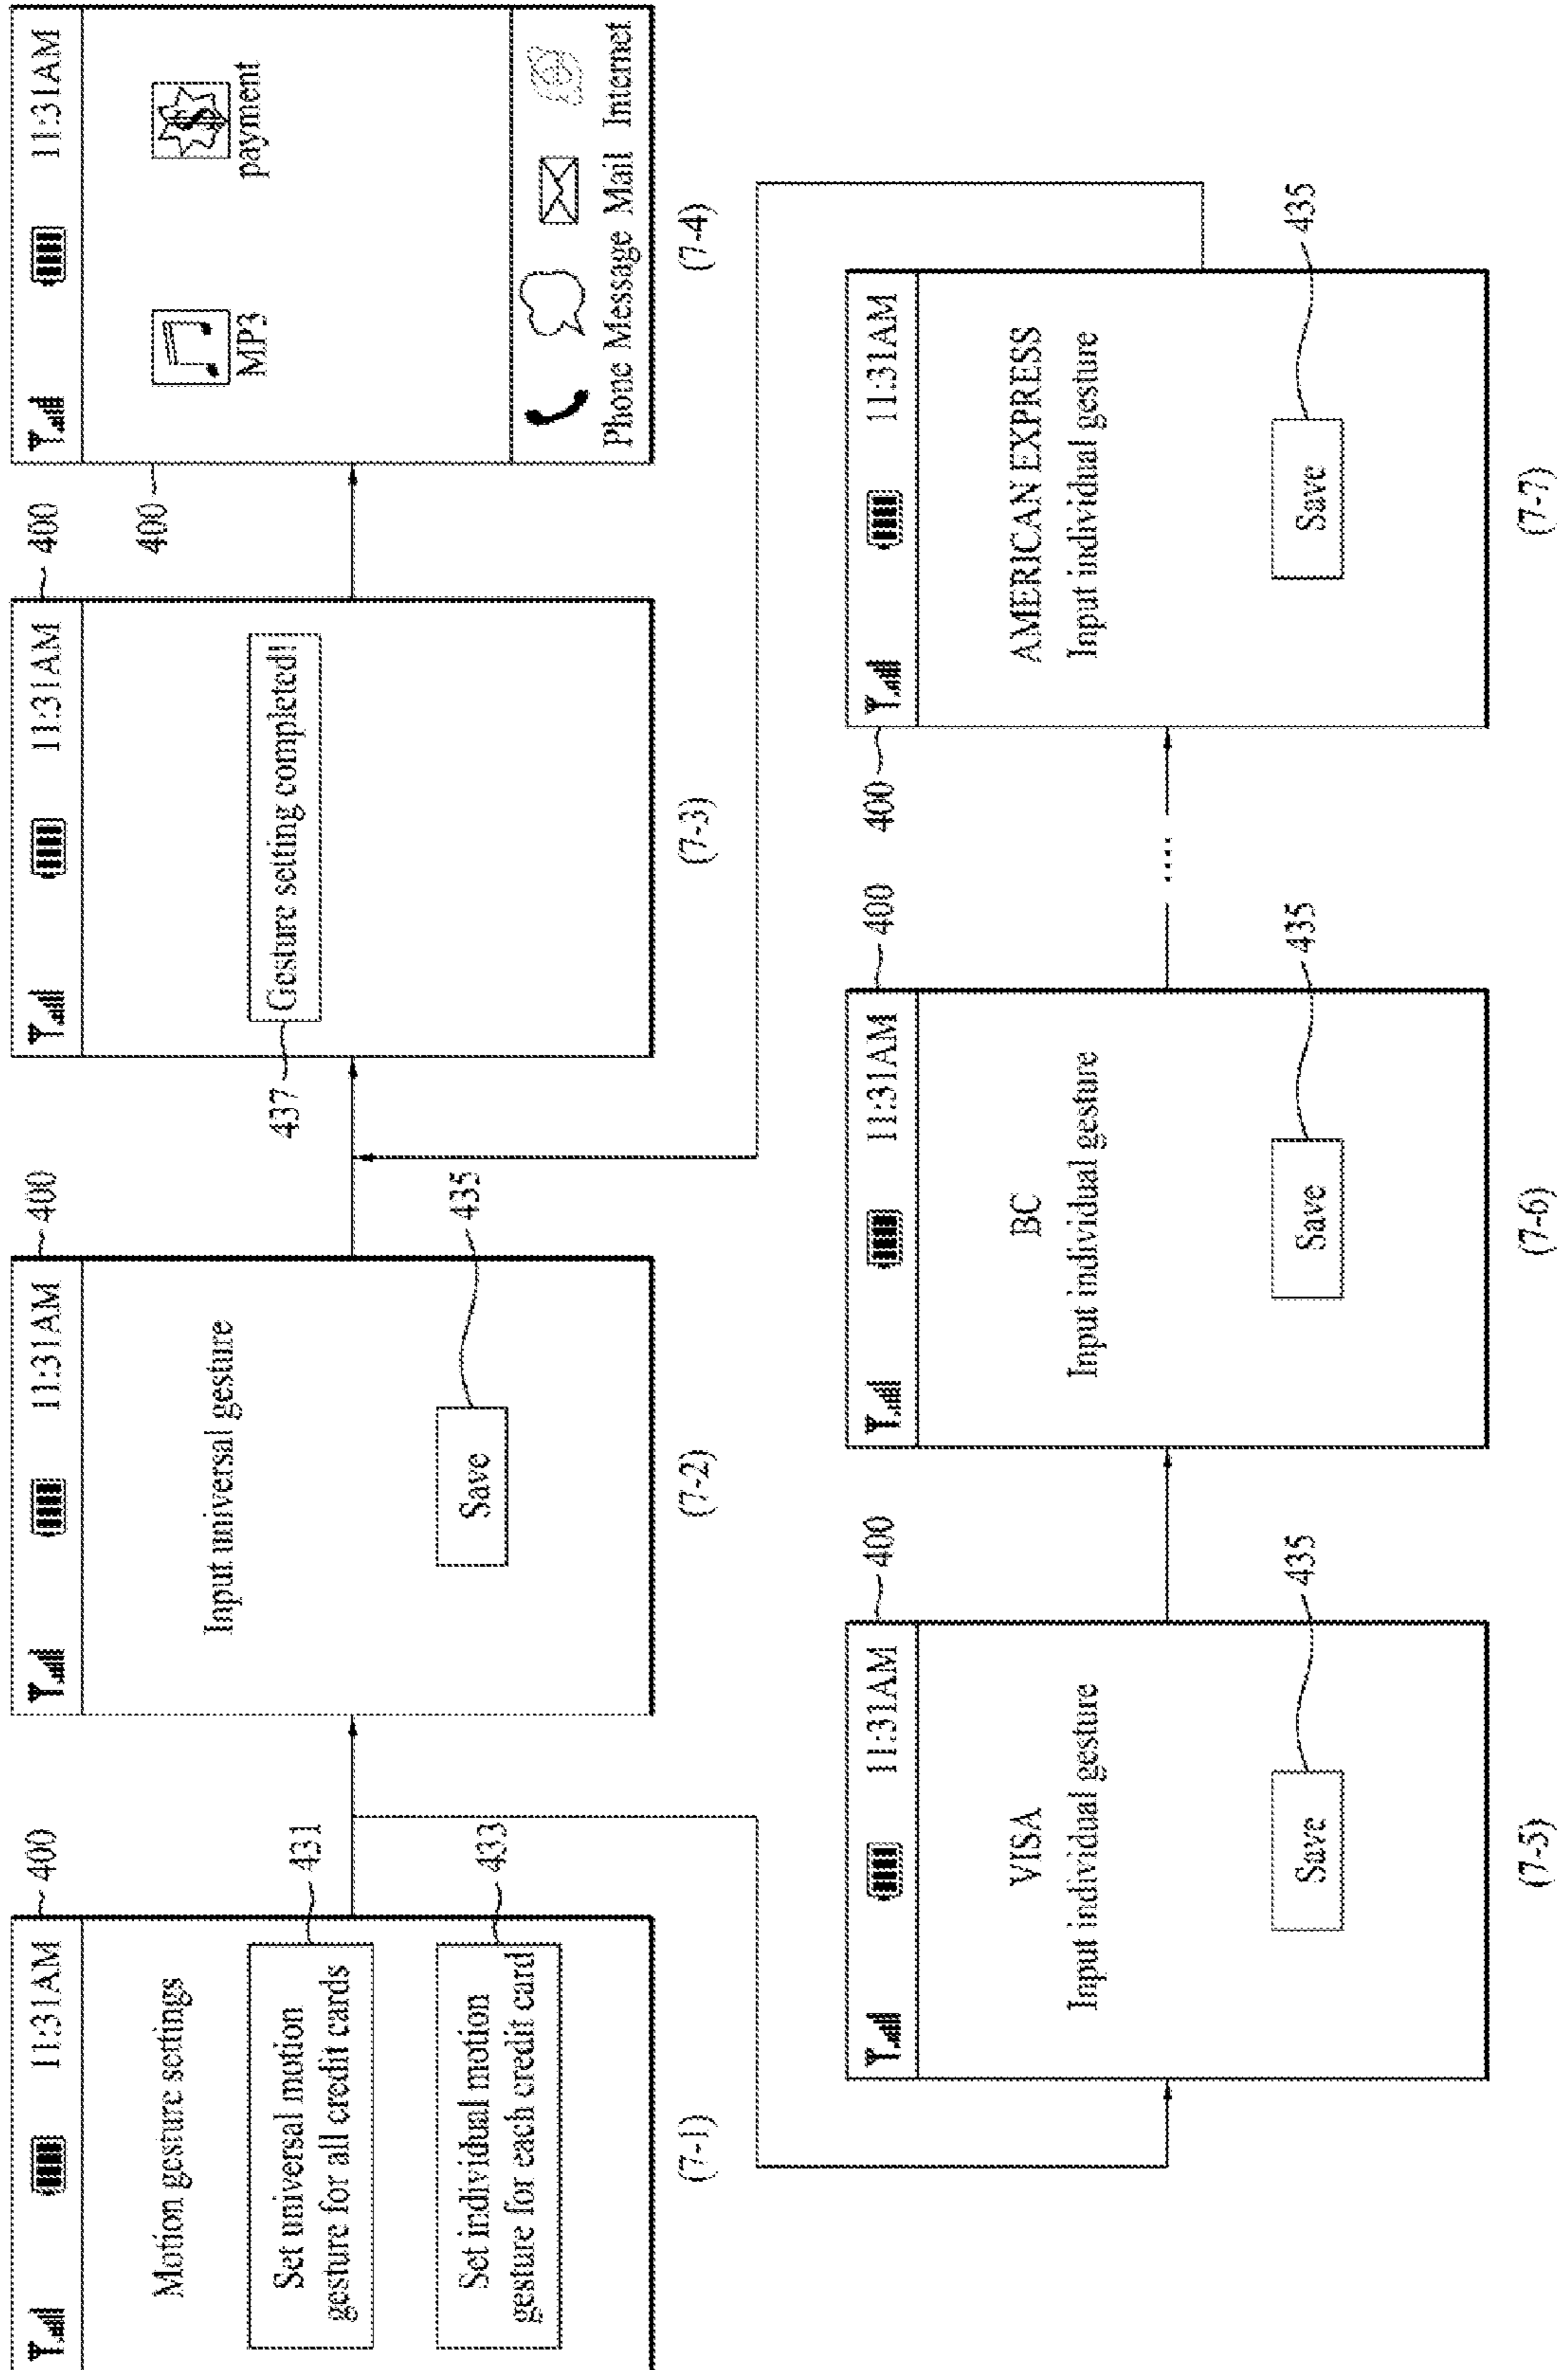 11:31AM
400
Motion gesture settings
Set universal motion
gesture for all credit cards
431
Set individual motion
gesture for each credit card
433
(7-1)
11:31AM
400
Input universal gesture
Save
435
(7-2)
11:31AM
400
437
Gesture setting completed!
(7-3)
11:31AM
400
MP3
payment
Phone Message Mail Internet
(7-4)
11:31AM
400
VISA
Input individual gesture
Save
435
(7-5)
11:31AM
400
BC
Input individual gesture
Save
435
(7-6)
....
11:31AM
400
AMERICAN EXPRESS
Input individual gesture
Save
435
(7-7)